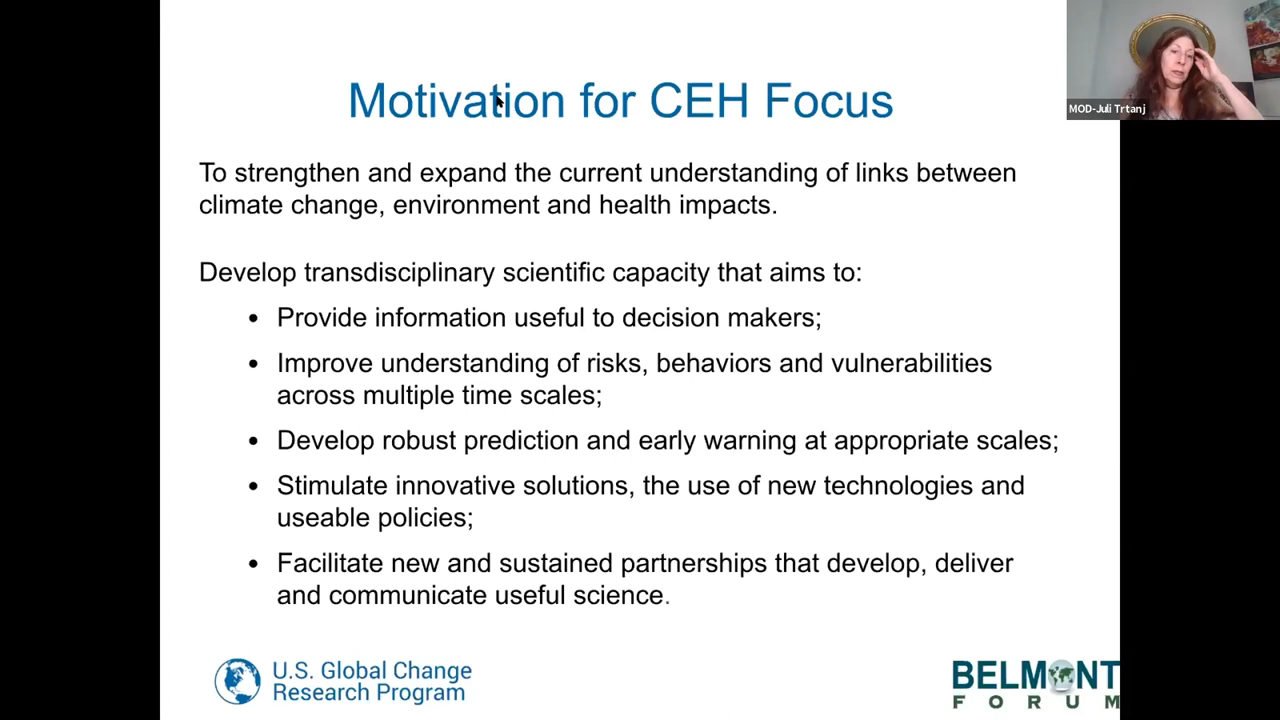 Motivation for CEH Focus
MOD-Juli Trtanj
To strengthen and expand the current understanding of links between
climate change, environment and health impacts.
Develop transdisciplinary scientific capacity that aims to:
• Provide information useful to decision makers;
• Improve understanding of risks, behaviors and vulnerabilities
across multiple time scales;
• Develop robust prediction and early warning at appropriate scales;
• Stimulate innovative solutions, the use of new technologies and
useable policies;
• Facilitate new and sustained partnerships that develop, deliver
and communicate useful science.
U.S. Global Change
Research Program
BELMONT
FORUM